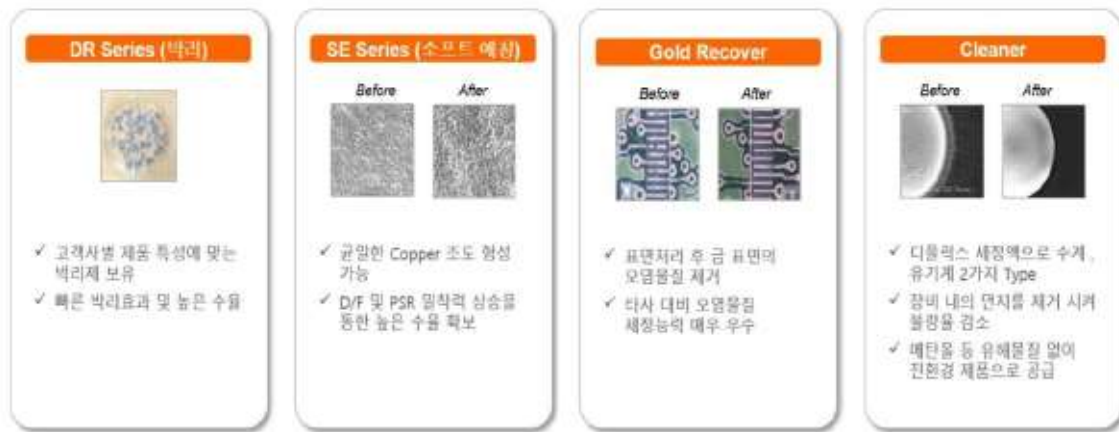 DR Series (박리)
고객사별 제품 특성에 맞는
박리제 보유
빠른 박리효과 및 높은 수율
SE Series (소프트 에칭)
Before After
균일한 Copper 조도 형성
가능
D/F 및 PSR 밀착력 상승을
통한 높은 수율 확보
Gold Recover
Before After
표면처리 후 금 표면의
오염물질 제거
타사 대비 오염물질
세정능력 매우 우수
Cleaner
Before After
디플럭스 세정액으로 수계,
유기계 2가지 Type
장비 내의 먼지를 제거 시켜
불량율 감소
메탄올 등 유해물질 없이
친환경 제품으로 공급